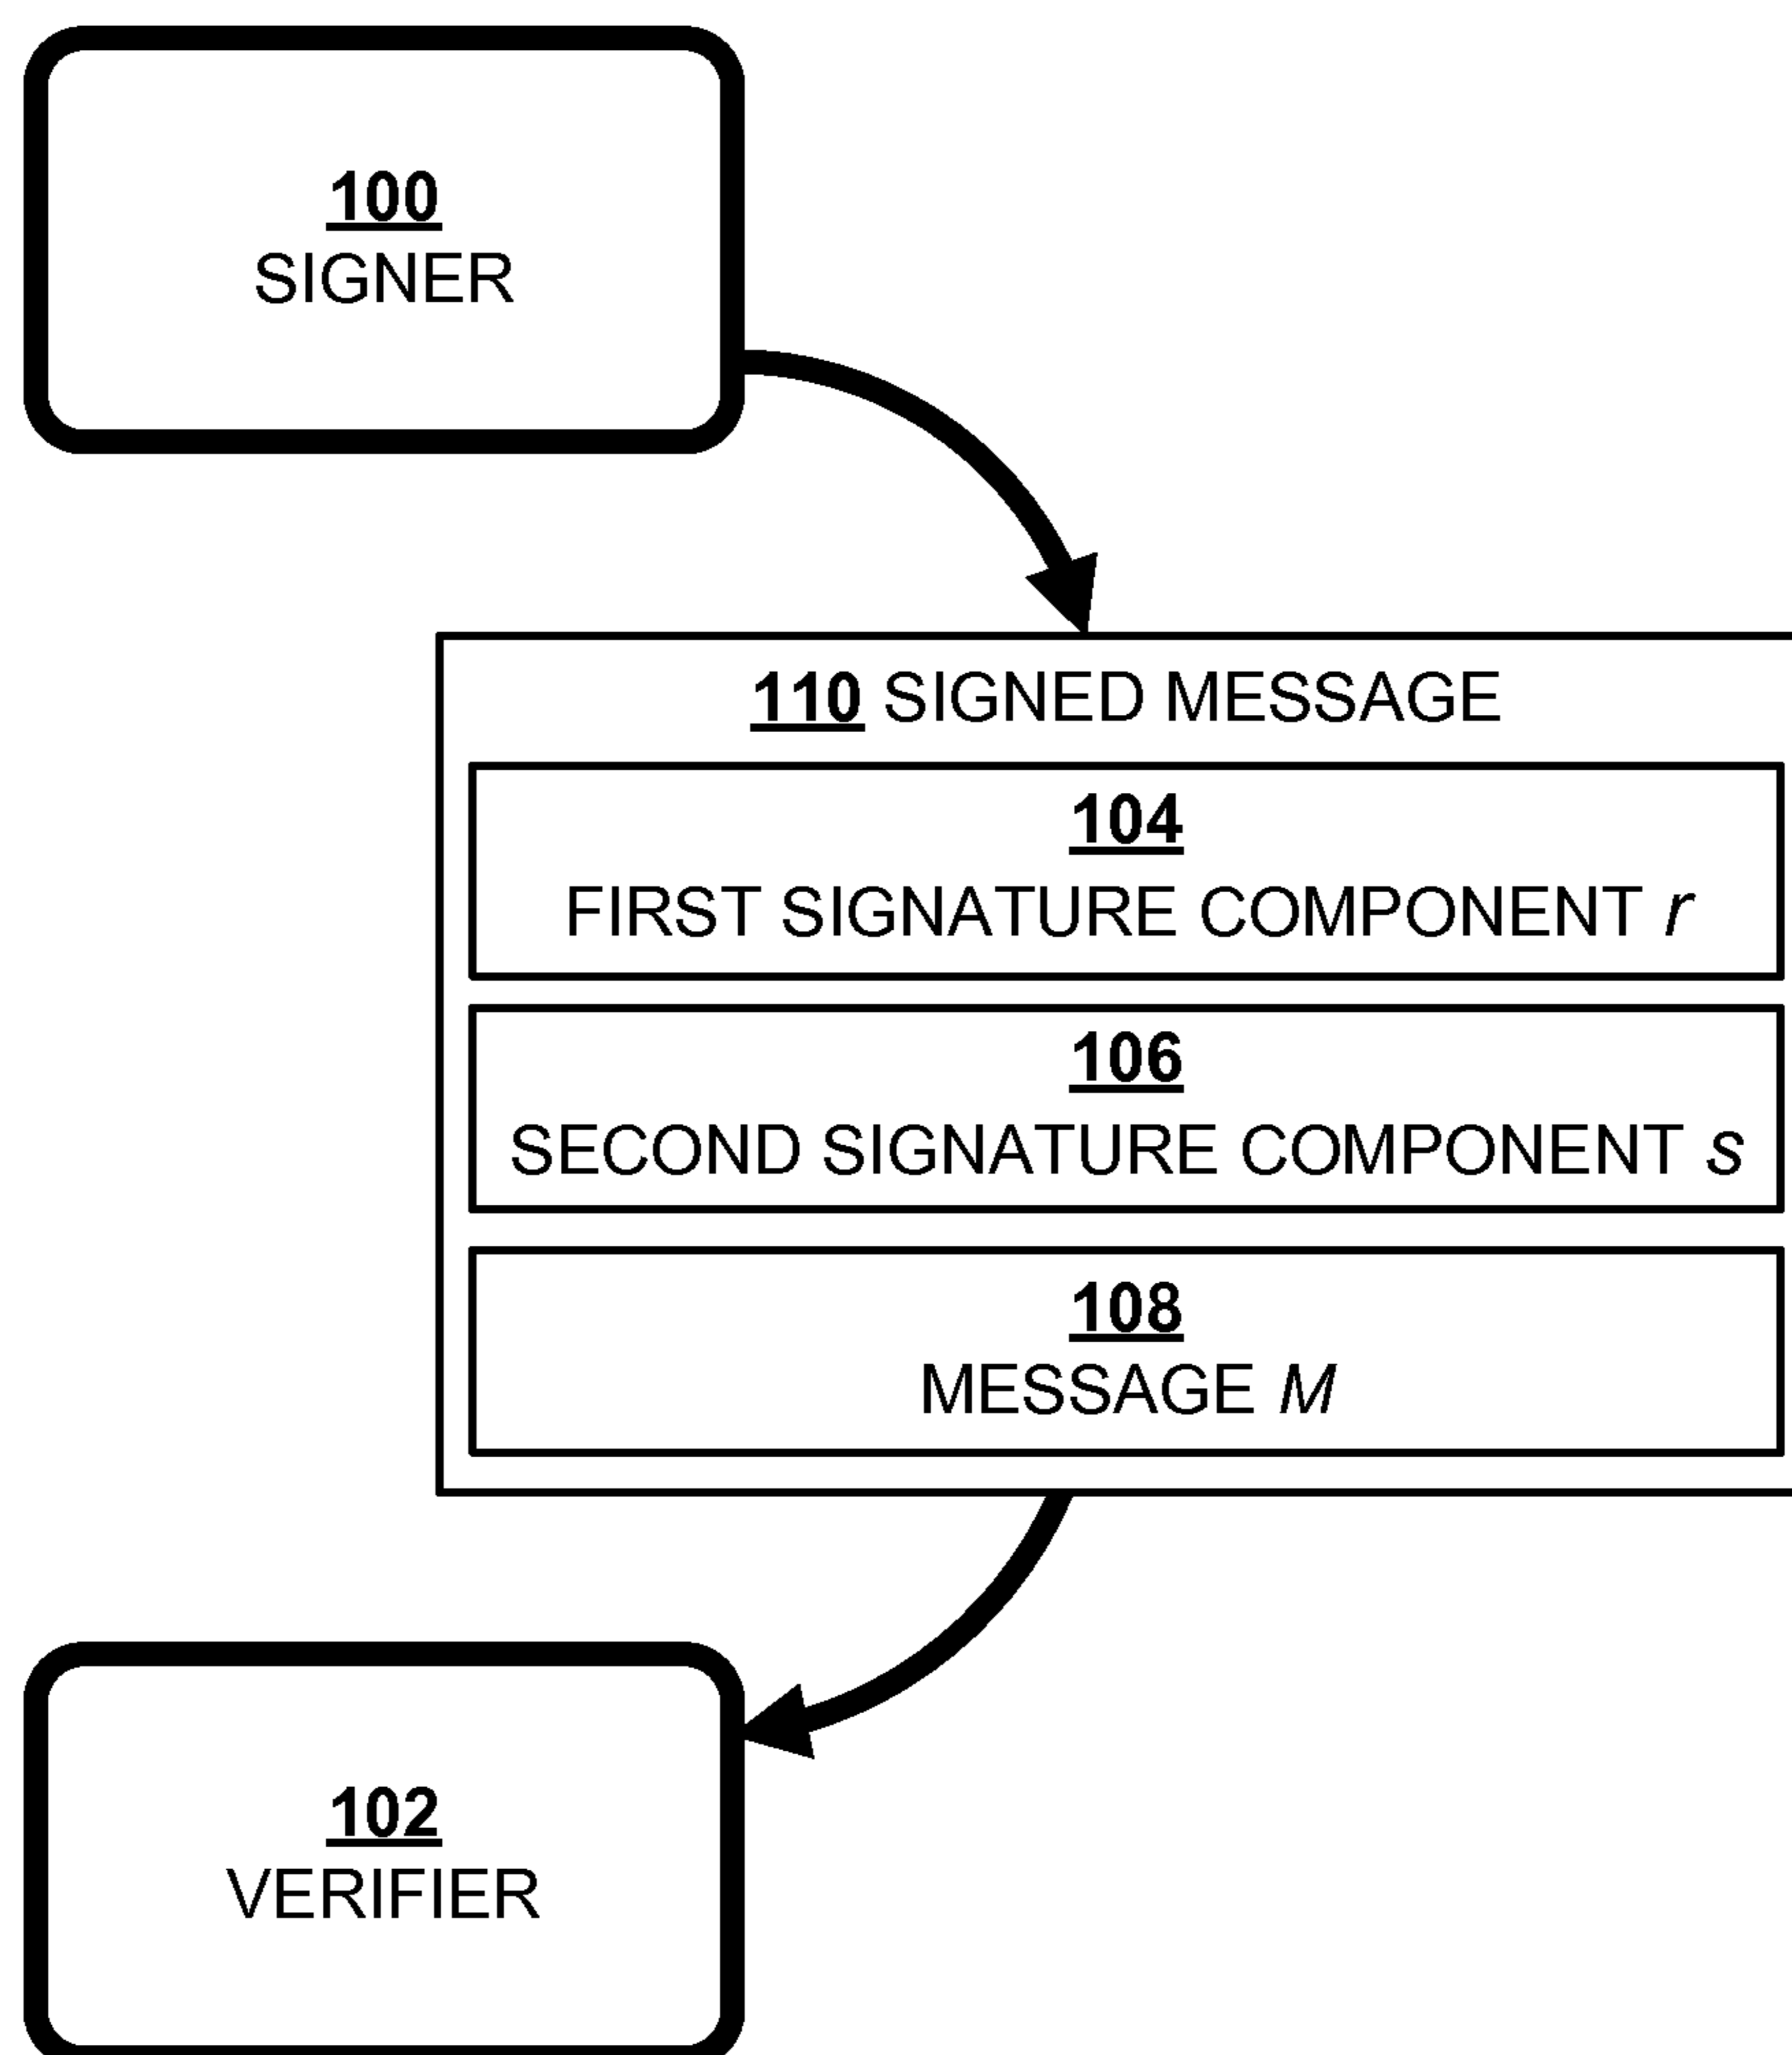 100
SIGNER
110 SIGNED MESSAGE
104
FIRST SIGNATURE COMPONENT r
106
SECOND SIGNATURE COMPONENT s
108
MESSAGE M
102
VERIFIER